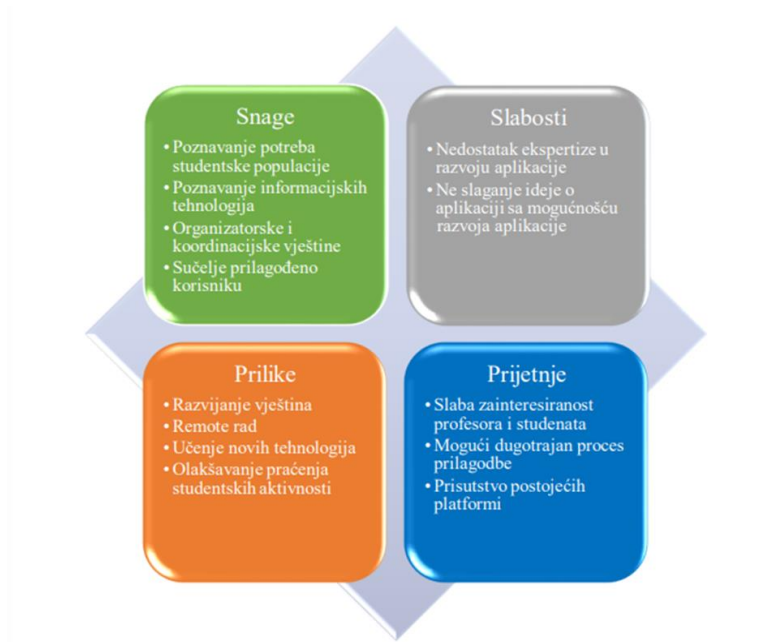 Snage
• Poznavanje potreba
studentske populacije
• Poznavanje informacijskih
tehnologija
• Organizatorske i
koordinacijske vještine
• Sučelje prilagođeno
korisniku
Slabosti
• Nedostatak ekspertize u
razvoju aplikacije
• Ne slaganje ideje o
aplikaciji sa mogućnošću
razvoja aplikacije
Prilike
• Razvijanje vještina
• Remote rad
• Učenje novih tehnologija
• Olakšavanje praćenja
studentskih aktivnosti
Prijetnje
• Slaba zainteresiranost
profesora i studenata
• Mogući dugotrajan proces
prilagodbe
• Prisutstvo postojećih
platformi